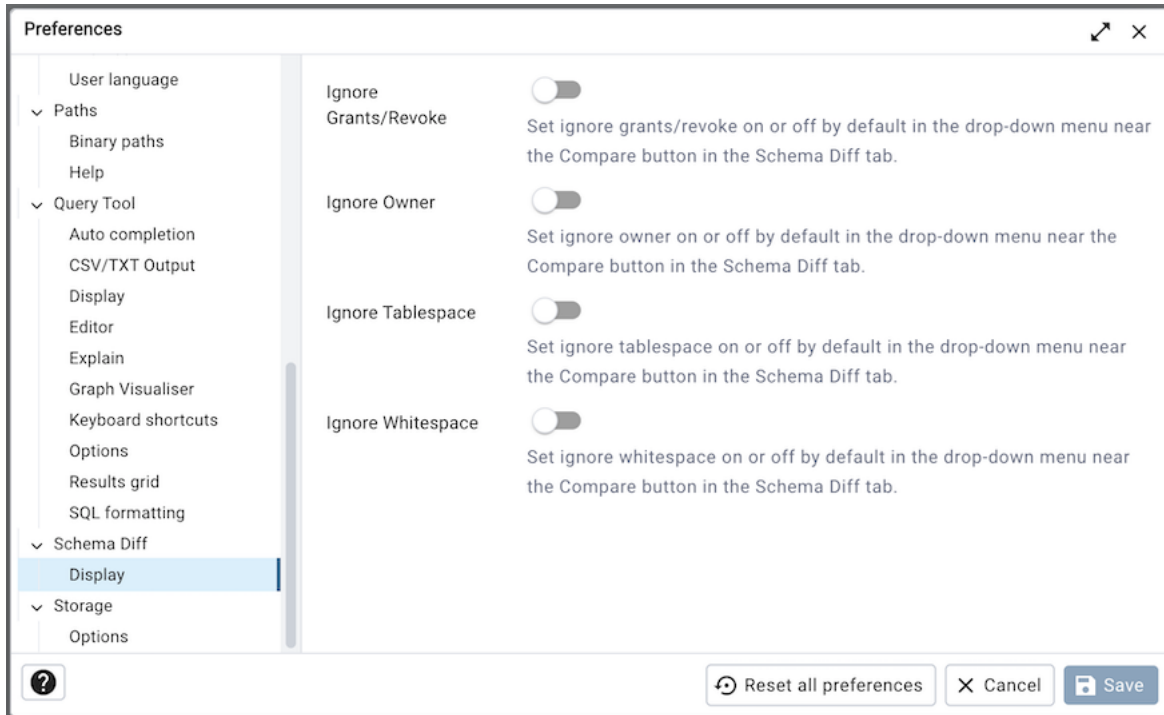 Preferences
User language
Paths
Binary paths
Help
Query Tool
Auto completion
CSV/TXT Output
Display
Editor
Explain
Graph Visualiser
Keyboard shortcuts
Options
Results grid
SQL formatting
Schema Diff
Display
Storage
Options
Ignore
Grants/Revoke
Set ignore grants/revoke on or off by default in the drop-down menu near
the Compare button in the Schema Diff tab.
Ignore Owner
Set ignore owner on or off by default in the drop-down menu near the
Compare button in the Schema Diff tab.
Ignore Tablespace
Set ignore tablespace on or off by default in the drop-down menu near
the Compare button in the Schema Diff tab.
Ignore Whitespace
Set ignore whitespace on or off by default in the drop-down menu near
the Compare button in the Schema Diff tab.
?
Reset all preferences
Cancel
Save